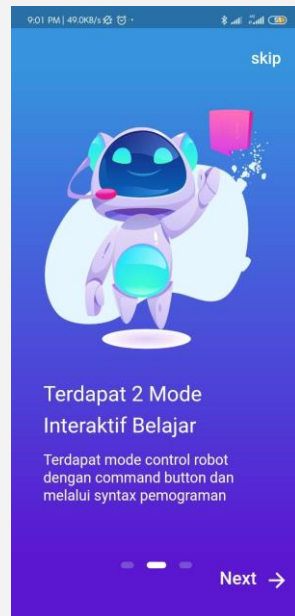 9:01 PM | 49.0KB/s
skip
Terdapat 2 Mode
Interaktif Belajar
Terdapat mode control robot
dengan command button dan
melalui syntax pemograman
Next